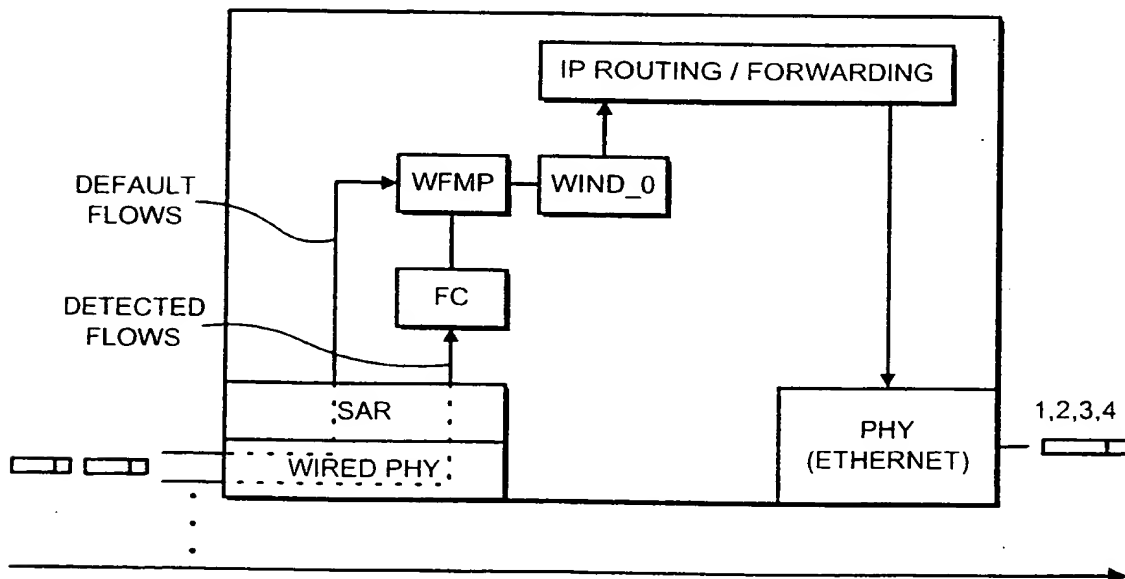 IP ROUTING / FORWARDING
DEFAULT
FLOWS
WFMP
WIND_0
DETECTED
FLOWS
FC
SAR
WIRED PHY
PHY
(ETHERNET)
1,2,3,4